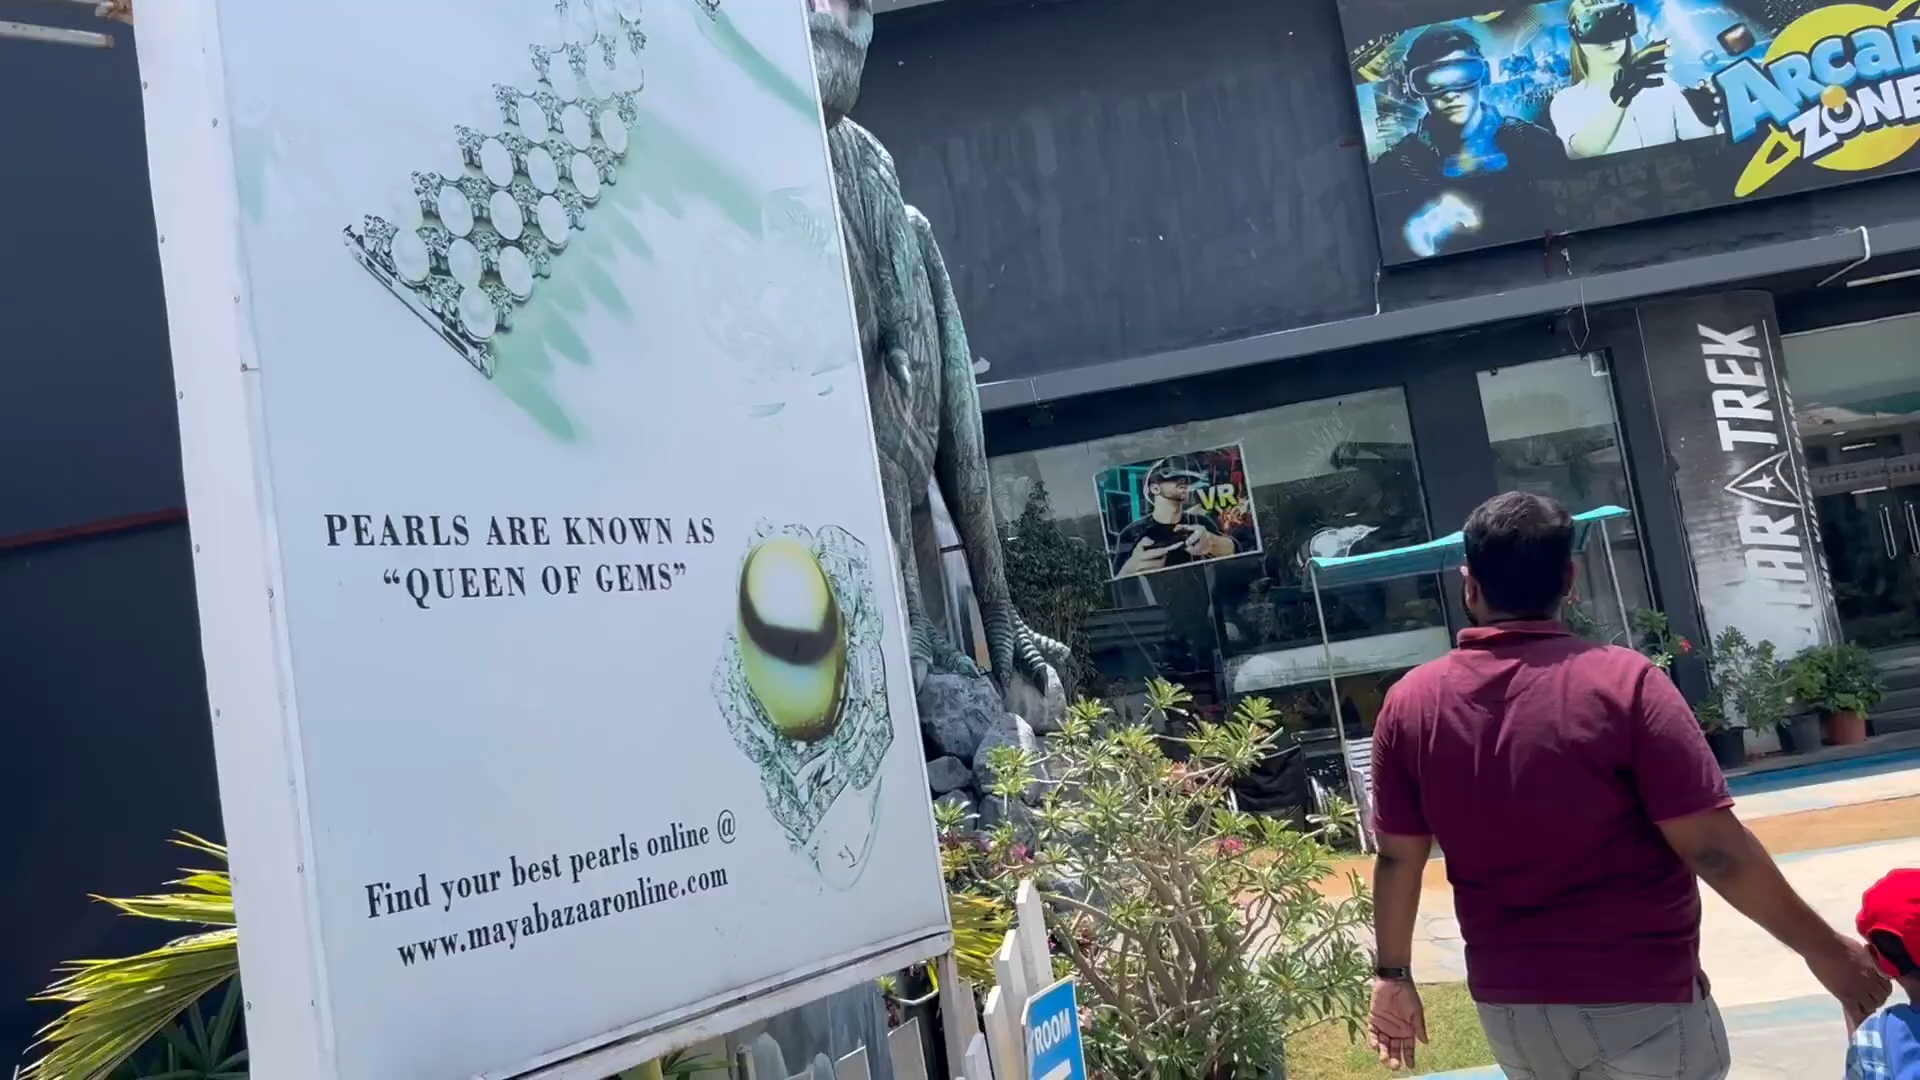 PEARLS ARE KNOWN AS
“QUEEN OF GEMS”
Find your best pearls online @
www.mayabazaaronline.com
ARCAD
ZONE
VR
TAR TREK
ROOM